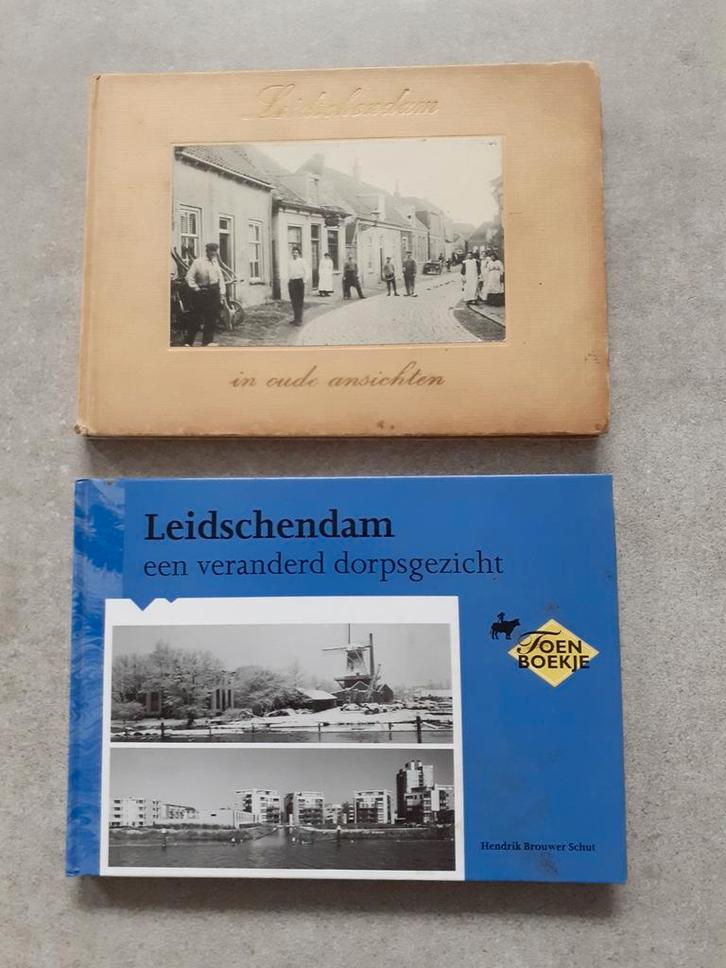 Leidschendam
in oude ansichten
Leidschendam
een veranderd dorpsgezicht
TOEN
BOEKJE
Hendrik Brouwer Schut